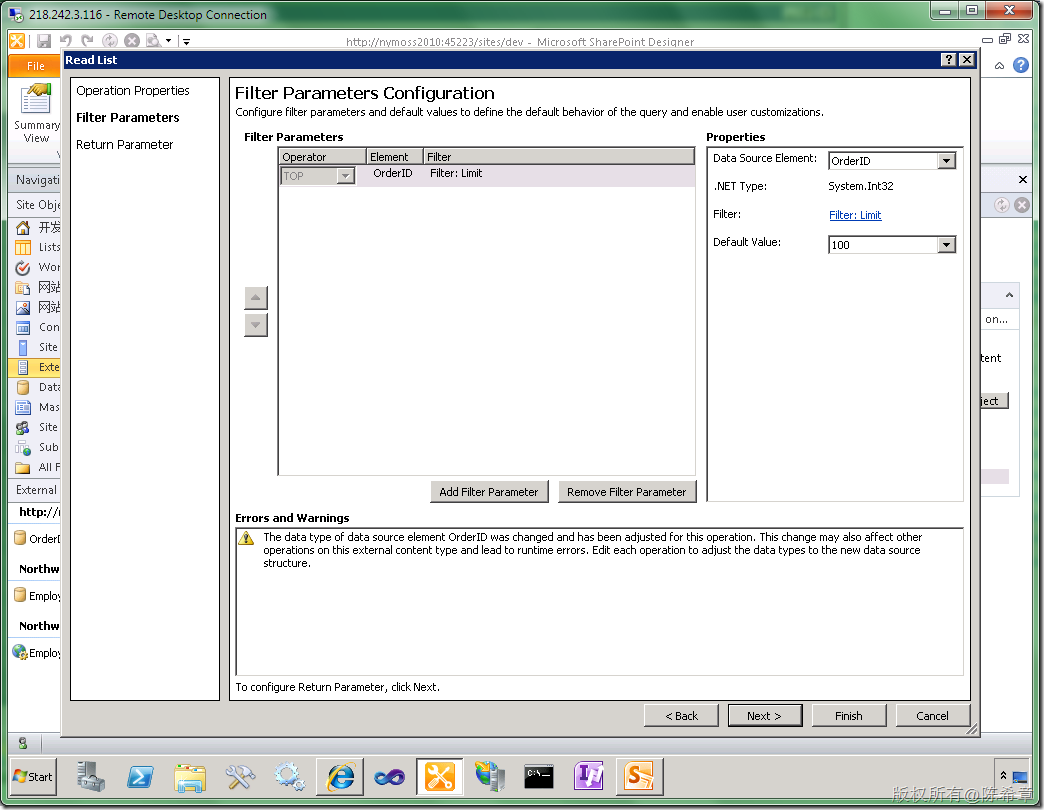 218.242.3.116 - Remote Desktop Connection
http://nymoss2010:45223/sites/dev - Microsoft SharePoint Designer
File
Read List
Summary
View
Navigati
Site Obje
开发
Lists
Wor
网站
网站
Con
Site
Exte
Data
Mas
Site
Sub
All F
External
http://
OrderI
Northw
Employ
Northw
Employ
Operation Properties
Filter Parameters
Return Parameter
Filter Parameters Configuration
Configure filter parameters and default values to define the default behavior of the query and enable user customizations.
Filter Parameters
Operator Element Filter
TOP OrderID Filter: Limit
Add Filter Parameter Remove Filter Parameter
Properties
Data Source Element: OrderID
.NET Type: System.Int32
Filter: Filter: Limit
Default Value: 100
Errors and Warnings
The data type of data source element OrderID was changed and has been adjusted for this operation. This change may also affect other
operations on this external content type and lead to runtime errors. Edit each operation to adjust the data types to the new data source
structure.
To configure Return Parameter, click Next.
< Back Next > Finish Cancel
on...
tent
ject
Start
C:\_
版权所有@陈希章